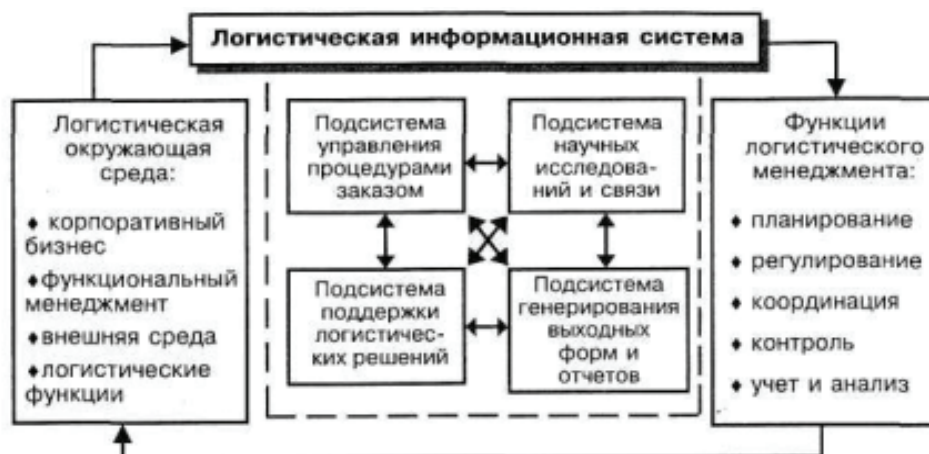 Логистическая информационная система
Логистическая
окружающая
среда:
♦ корпоративный
бизнес
♦функциональный
менеджмент
♦внешняя среда
♦логистические
функции
Подсистема
управления
процедурами
заказом
Подсистема
научных
исследова-
ний и связи
Подсистема
поддержки
логистичес-
ких решений
Подсистема
генерирования
выходных
форм и
отчетов
Функции
логистического
менеджмента:
♦ планирование
♦ регулирование
♦ координация
♦ контроль
♦ учет и анализ